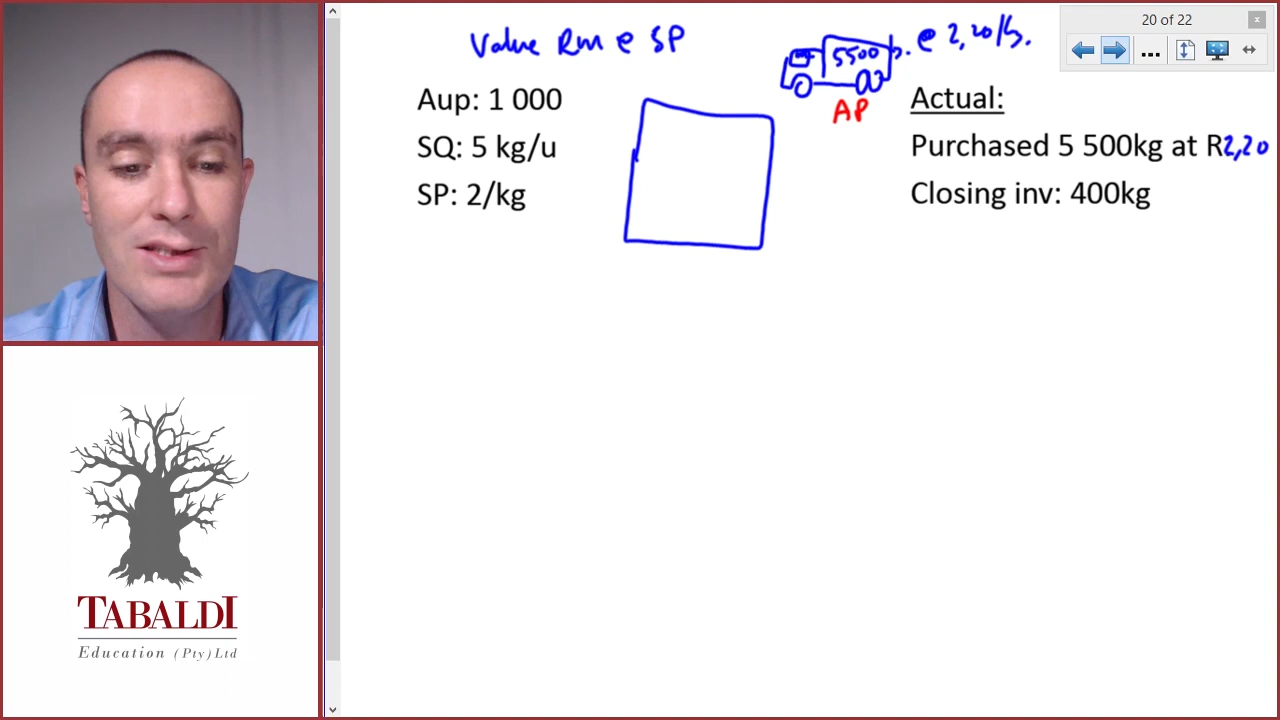 Value Rm @ SP
5500 @ 2,20/kg.
AP
Aup: 1 000
SQ: 5 kg/u
SP: 2/kg
Actual:
Purchased 5 500kg at R2,20
Closing inv: 400kg
20 of 22
TABALDI
Education (Pty) Ltd